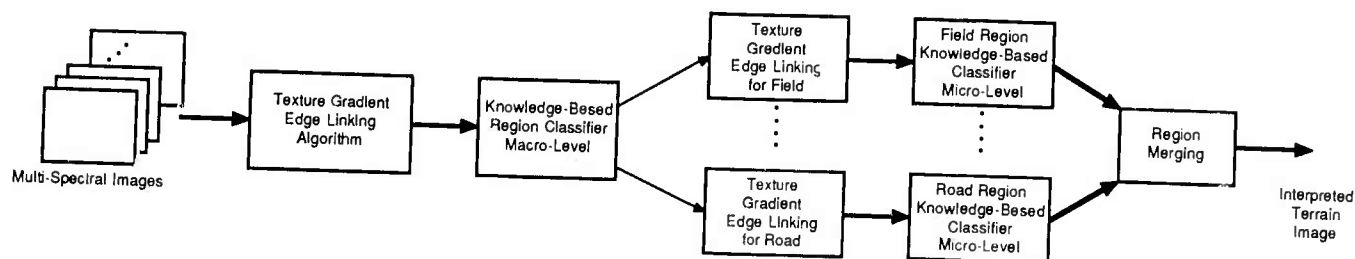 Multi-Spectral Images
Texture Gradient
Edge Linking
Algorithm
Knowledge-Based
Region Classifier
Macro-Level
Texture
Gredient
Edge Linking
for Field
Field Region
Knowledge-Based
Classifier
Micro-Level
Texture
Gradient
Edge Linking
for Road
Road Region
Knowledge-Based
Classifier
Micro-Level
Region
Merging
Interpreted
Terrain
Image